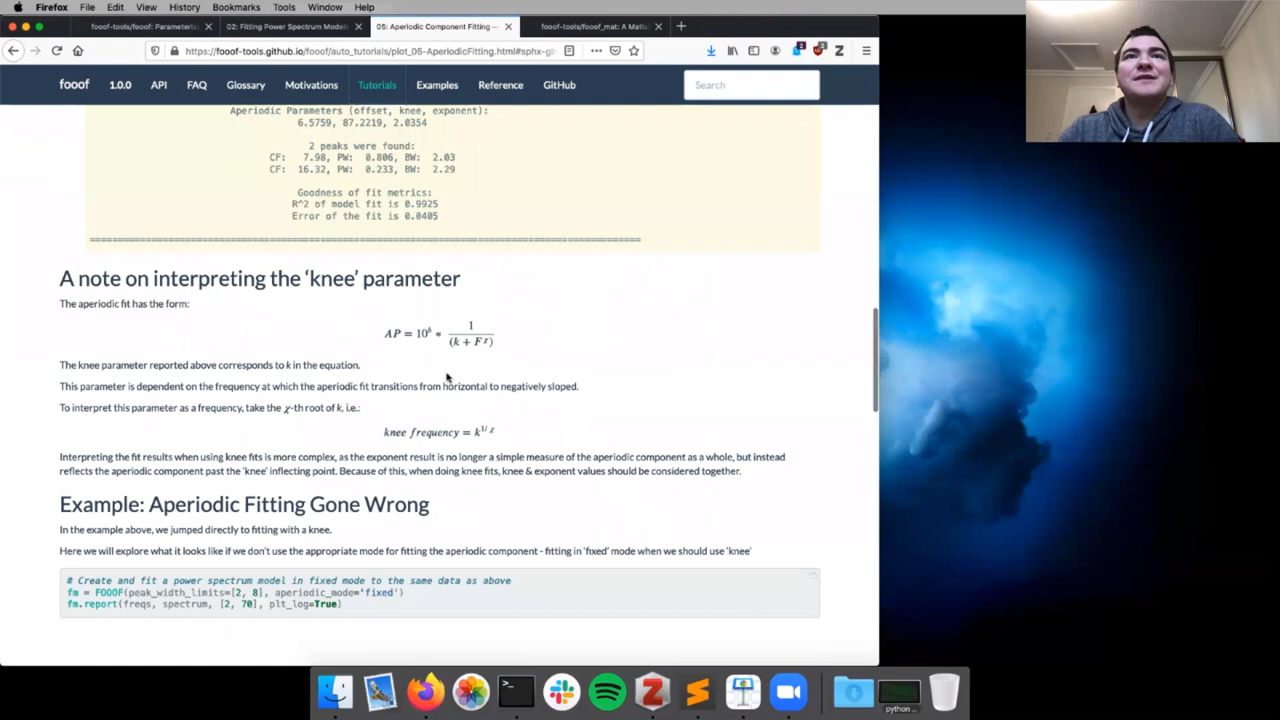 Firefox File Edit View History Bookmarks Tools Window Help
fooof-tools/fooof: Parameteri
02: Fitting Power Spectrum Model
05: Aperiodic Component Fitting —
fooof-tools/fooof_mat: A Matl
https://fooof-tools.github.io/fooof/auto_tutorials/plot_05-AperiodicFitting.html#sphx-gl
fooof 1.0.0 API FAQ Glossary Motivations Tutorials Examples Reference GitHub Search
Aperiodic Parameters (offset, knee, exponent):
6.5759, 87.2219, 2.0354
2 peaks were found:
CF: 7.98, PW: 0.806, BW: 2.03
CF: 16.32, PW: 0.233, BW: 2.29
Goodness of fit metrics:
R^2 of model fit is 0.9925
Error of the fit is 0.0405
==========
A note on interpreting the ‘knee’ parameter
The aperiodic fit has the form:
AP = 10^b * 1 / (k + F^χ)
The knee parameter reported above corresponds to k in the equation.
This parameter is dependent on the frequency at which the aperiodic fit transitions from horizontal to negatively sloped.
To interpret this parameter as a frequency, take the χ-th root of k, i.e.:
knee frequency = k^1/χ
Interpreting the fit results when using knee fits is more complex, as the exponent result is no longer a simple measure of the aperiodic component as a whole, but instead
reflects the aperiodic component past the ‘knee’ inflecting point. Because of this, when doing knee fits, knee & exponent values should be considered together.
Example: Aperiodic Fitting Gone Wrong
In the example above, we jumped directly to fitting with a knee.
Here we will explore what it looks like if we don’t use the appropriate mode for fitting the aperiodic component - fitting in ‘fixed’ mode when we should use ‘knee’
# Create and fit a power spectrum model in fixed mode to the same data as above
fm = FOOOF(peak_width_limits=[2, 8], aperiodic_mode='fixed')
fm.report(freqs, spectrum, [2, 70], plt_log=True)
python